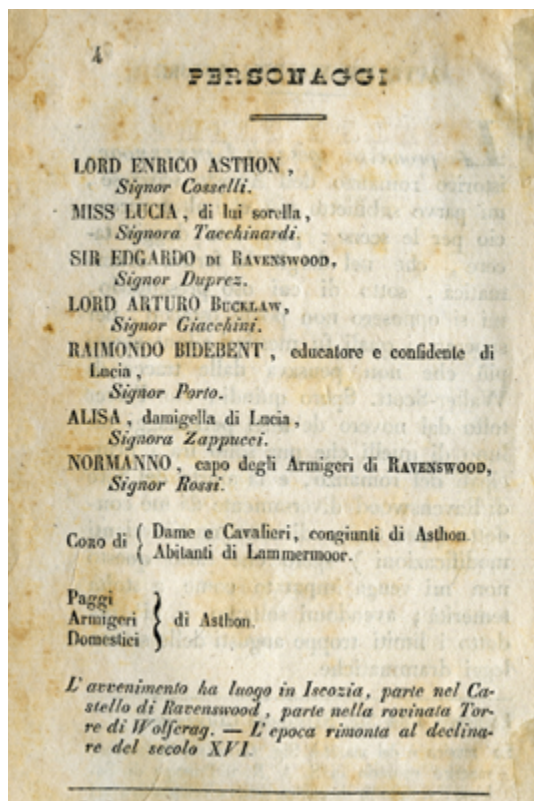 4
PERSONAGGI
LORD ENRICO ASTHON,
Signor Cosselli.
MISS LUCIA, di lui sorella,
Signora Tacchinardi.
SIR EDGARDO DI RAVENSWOOD,
Signor Duprez.
LORD ARTURO BUCKLAW,
Signor Giacchini.
RAIMONDO BIDEBENT, educatore e confidente di
Lucia,
Signor Porto.
ALISA, damigella di Lucia.
Signora Zappucci.
NORMANNO, capo degli Armigeri di RAVENSWOOD,
Signor Rossi.
CORO di { Dame e Cavalieri, congiunti di Asthon.
{ Abitanti di Lammermoor.
Paggi
Armigeri } di Asthon.
Domestici
L'avvenimento ha luogo in Iscozia, parte nel Ca-
stello di Ravenswood, parte nella rovinata Tor-
re di Wolfcrag. — L'epoca rimonta al declina-
re del secolo XVI.